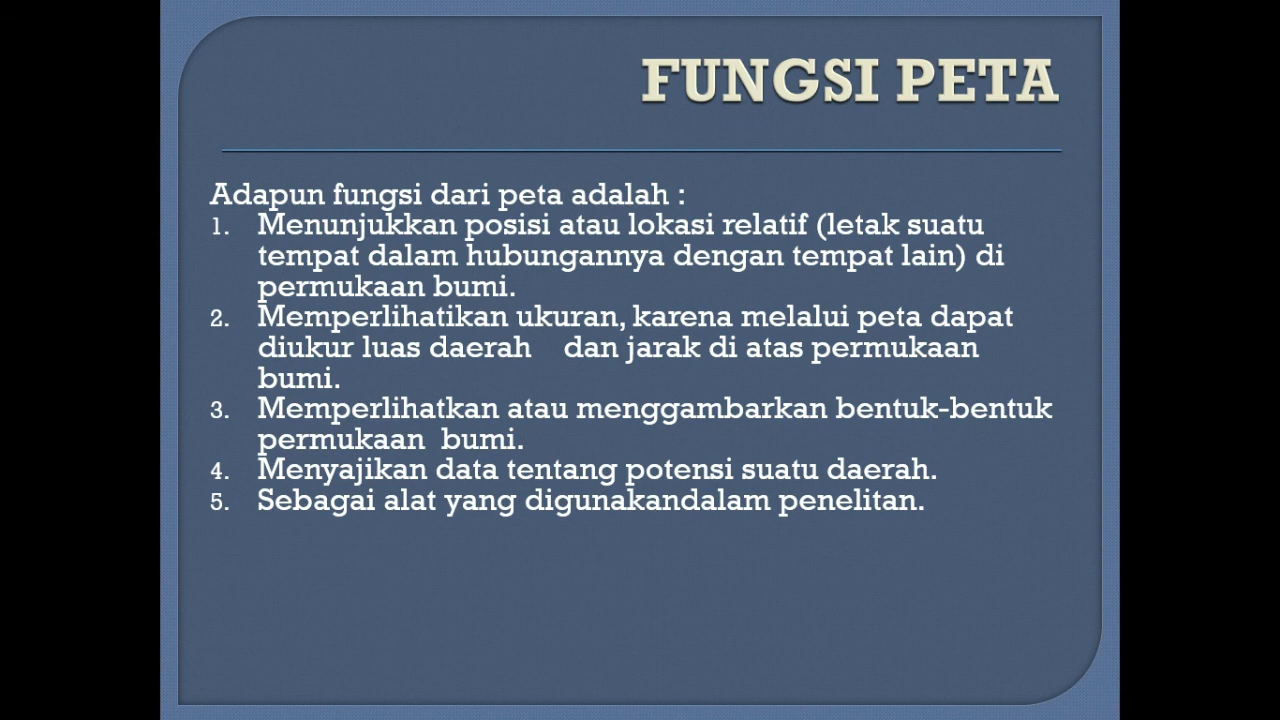 FUNGSI PETA
Adapun fungsi dari peta adalah :
1. Menunjukkan posisi atau lokasi relatif (letak suatu
tempat dalam hubungannya dengan tempat lain) di
permukaan bumi.
2. Memperlihatikan ukuran, karena melalui peta dapat
diukur luas daerah    dan jarak di atas permukaan
bumi.
3. Memperlihatkan atau menggambarkan bentuk-bentuk
permukaan  bumi.
4. Menyajikan data tentang potensi suatu daerah.
5. Sebagai alat yang digunakandalam penelitan.